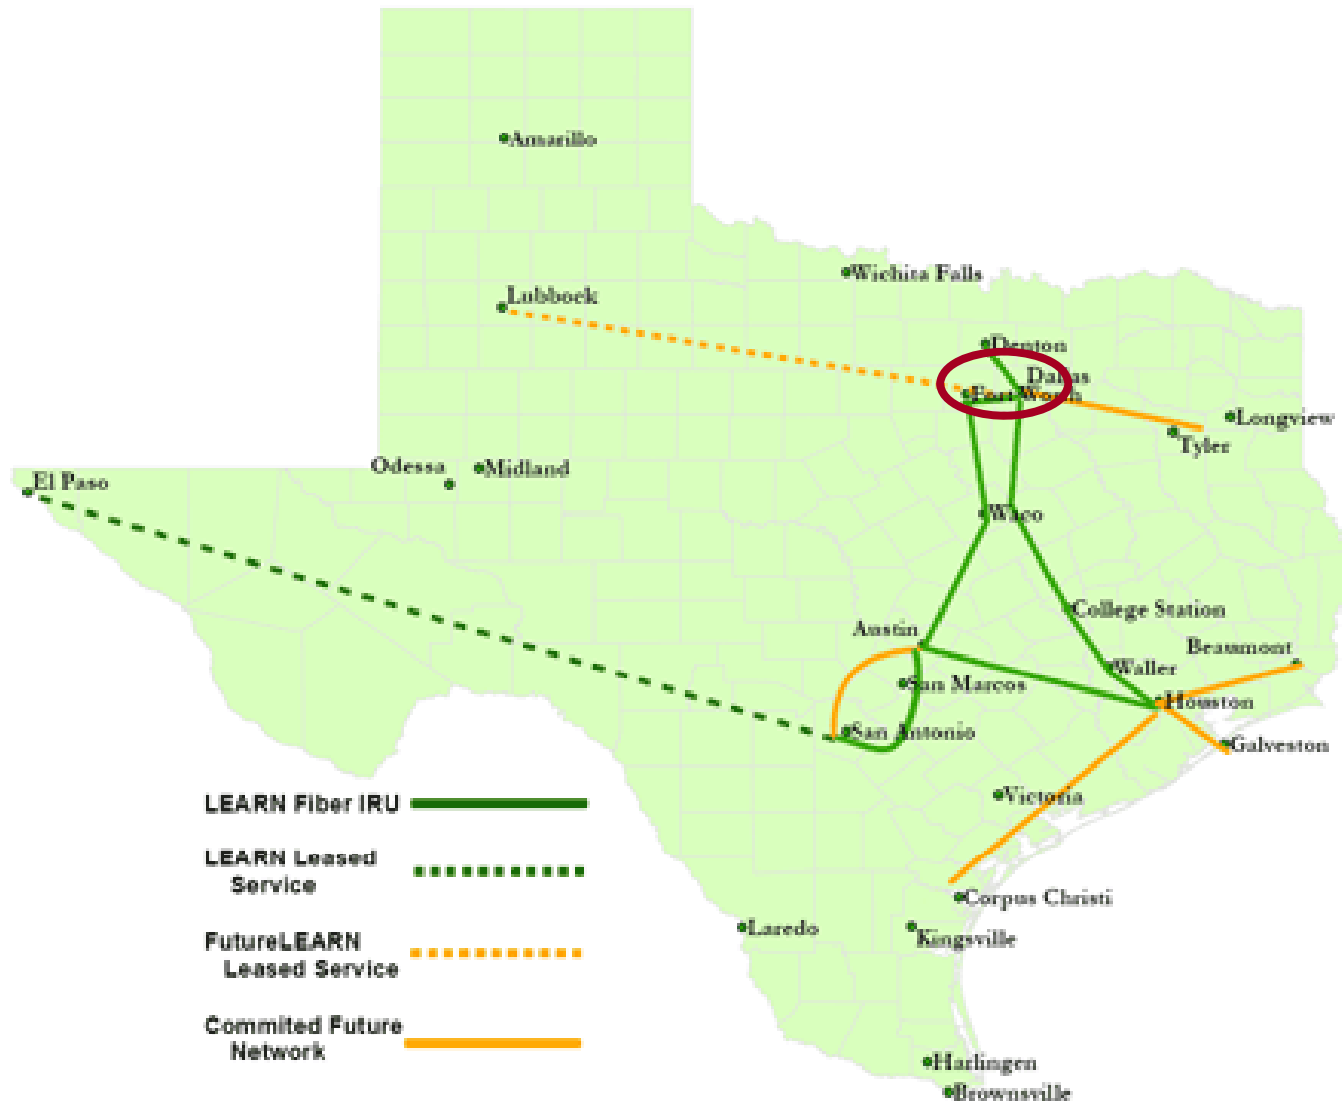 Amarillo
Wichita Falls
Lubbock
Denton
Dallas
Fort Worth
Longview
Tyler
Odessa
Midland
El Paso
Waco
College Station
Austin
Beaumont
Waller
San Marcos
Houston
San Antonio
Galveston
Victoria
LEARN Fiber IRU
LEARN Leased
Service
Corpus Christi
Laredo
Kingsville
FutureLEARN
Leased Service
Commited Future
Network
Harlingen
Brownsville